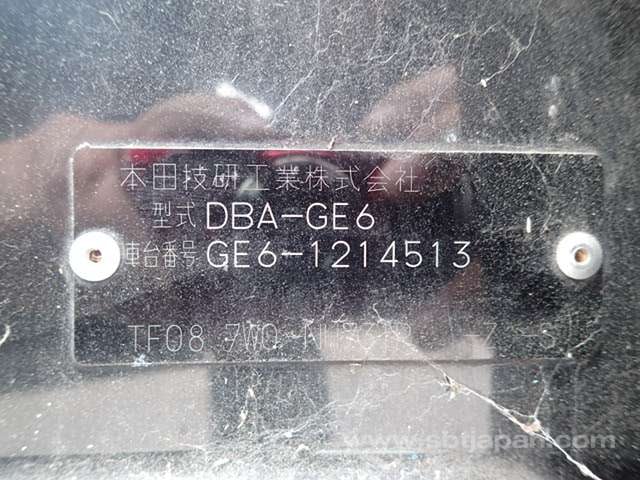 本田技研工業株式会社
型式 DBA-GE6
車台番号 GE6-1214513
TF08
www.sbtjapan.com